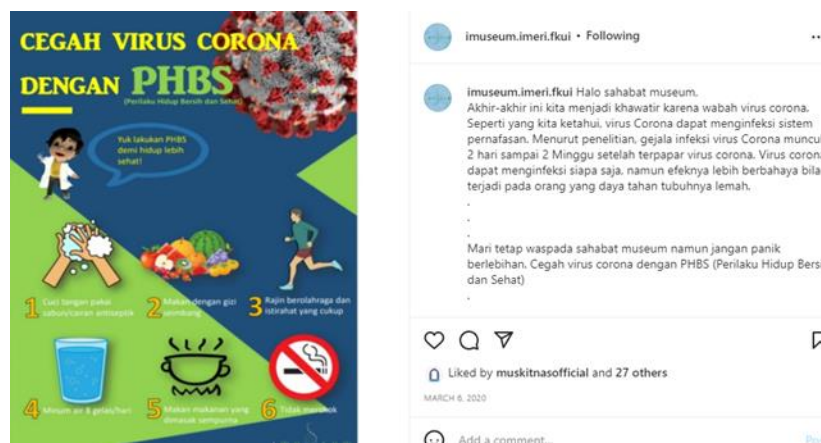 CEGAH VIRUS CORONA
DENGAN PHBS
(Perilaku Hidup Bersih dan Sehat)
Yuk lakukan PHBS
demi hidup lebih
sehat!
1 Cuci tangan pakai
sabun/cairan antiseptik
2 Makan dengan gizi
seimbang
3 Rajin berolahraga dan
istirahat yang cukup
4 Minum air 8 gelas/hari
5 Makan makanan yang
dimasak sempurna
6 Tidak merokok
imuseum.imeri.fkui • Following
imuseum.imeri.fkui Halo sahabat museum.
Akhir-akhir ini kita menjadi khawatir karena wabah virus corona.
Seperti yang kita ketahui, virus Corona dapat menginfeksi sistem
pernafasan. Menurut penelitian, gejala infeksi virus Corona muncul
2 hari sampai 2 Minggu setelah terpapar virus corona. Virus corona
dapat menginfeksi siapa saja, namun efeknya lebih berbahaya bila
terjadi pada orang yang daya tahan tubuhnya lemah.
.
.
.
Mari tetap waspada sahabat museum namun jangan panik
berlebihan. Cegah virus corona dengan PHBS (Perilaku Hidup Bersi
dan Sehat)
.
Liked by muskitnasofficial and 27 others
MARCH 6, 2020
Add a comment...